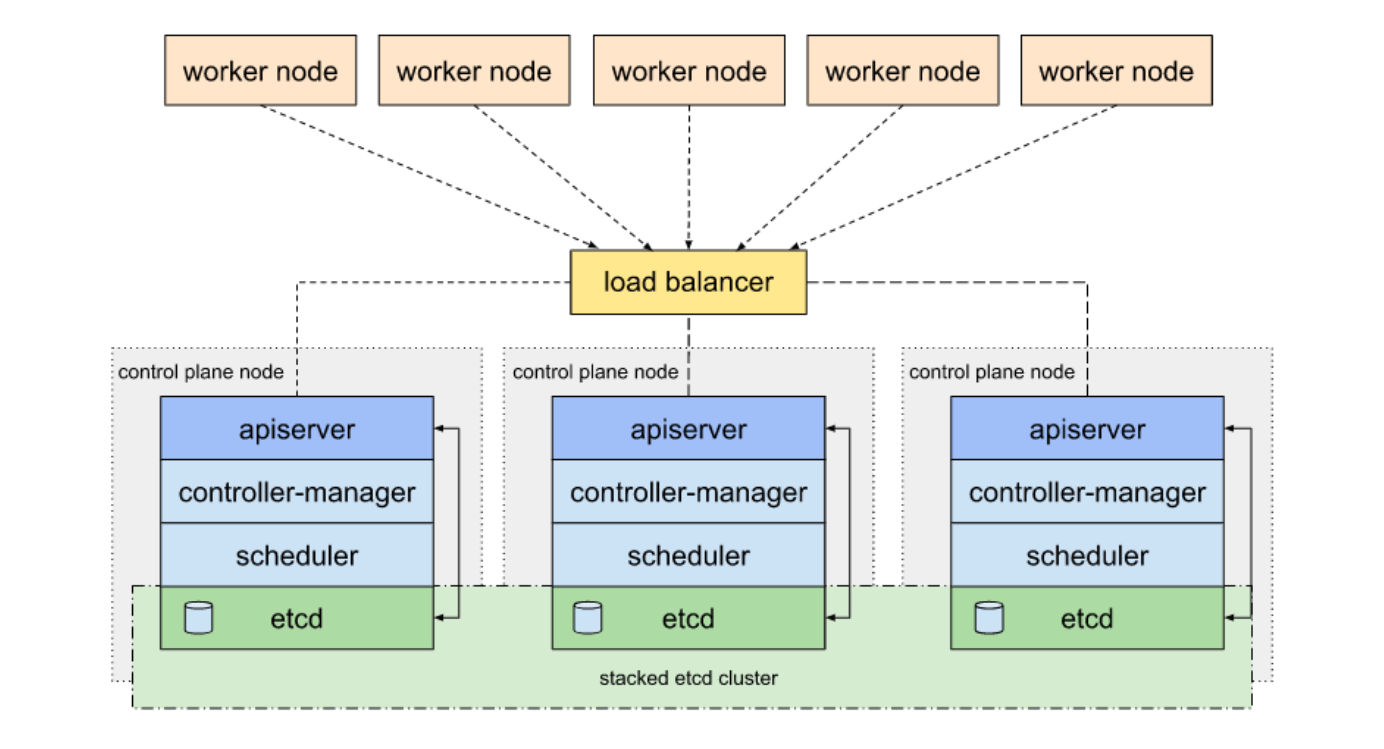 worker node
worker node
worker node
worker node
worker node
load balancer
control plane node
control plane node
control plane node
apiserver
apiserver
apiserver
controller-manager
controller-manager
controller-manager
scheduler
scheduler
scheduler
etcd
etcd
etcd
stacked etcd cluster